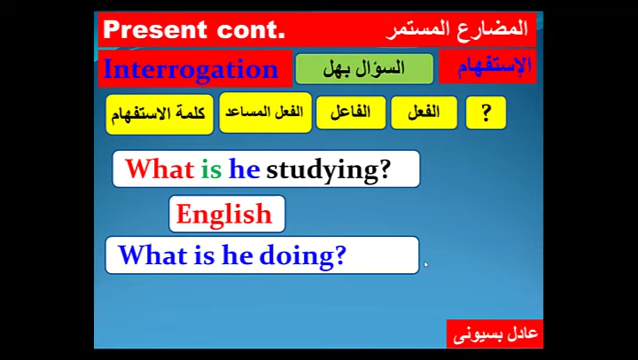 Present cont. المضارع المستمر
Interrogation السؤال بهل الإستفهام
كلمة الاستفهام الفعل المساعد الفاعل الفعل ?
What is he studying?
English
What is he doing?
عادل بسيونى